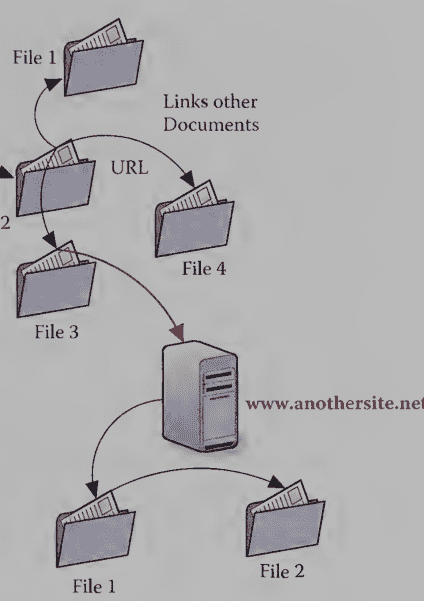 File 1
Links other
Documents
URL
2
File 4
File 3
www.anothersite.net
File 1
File 2